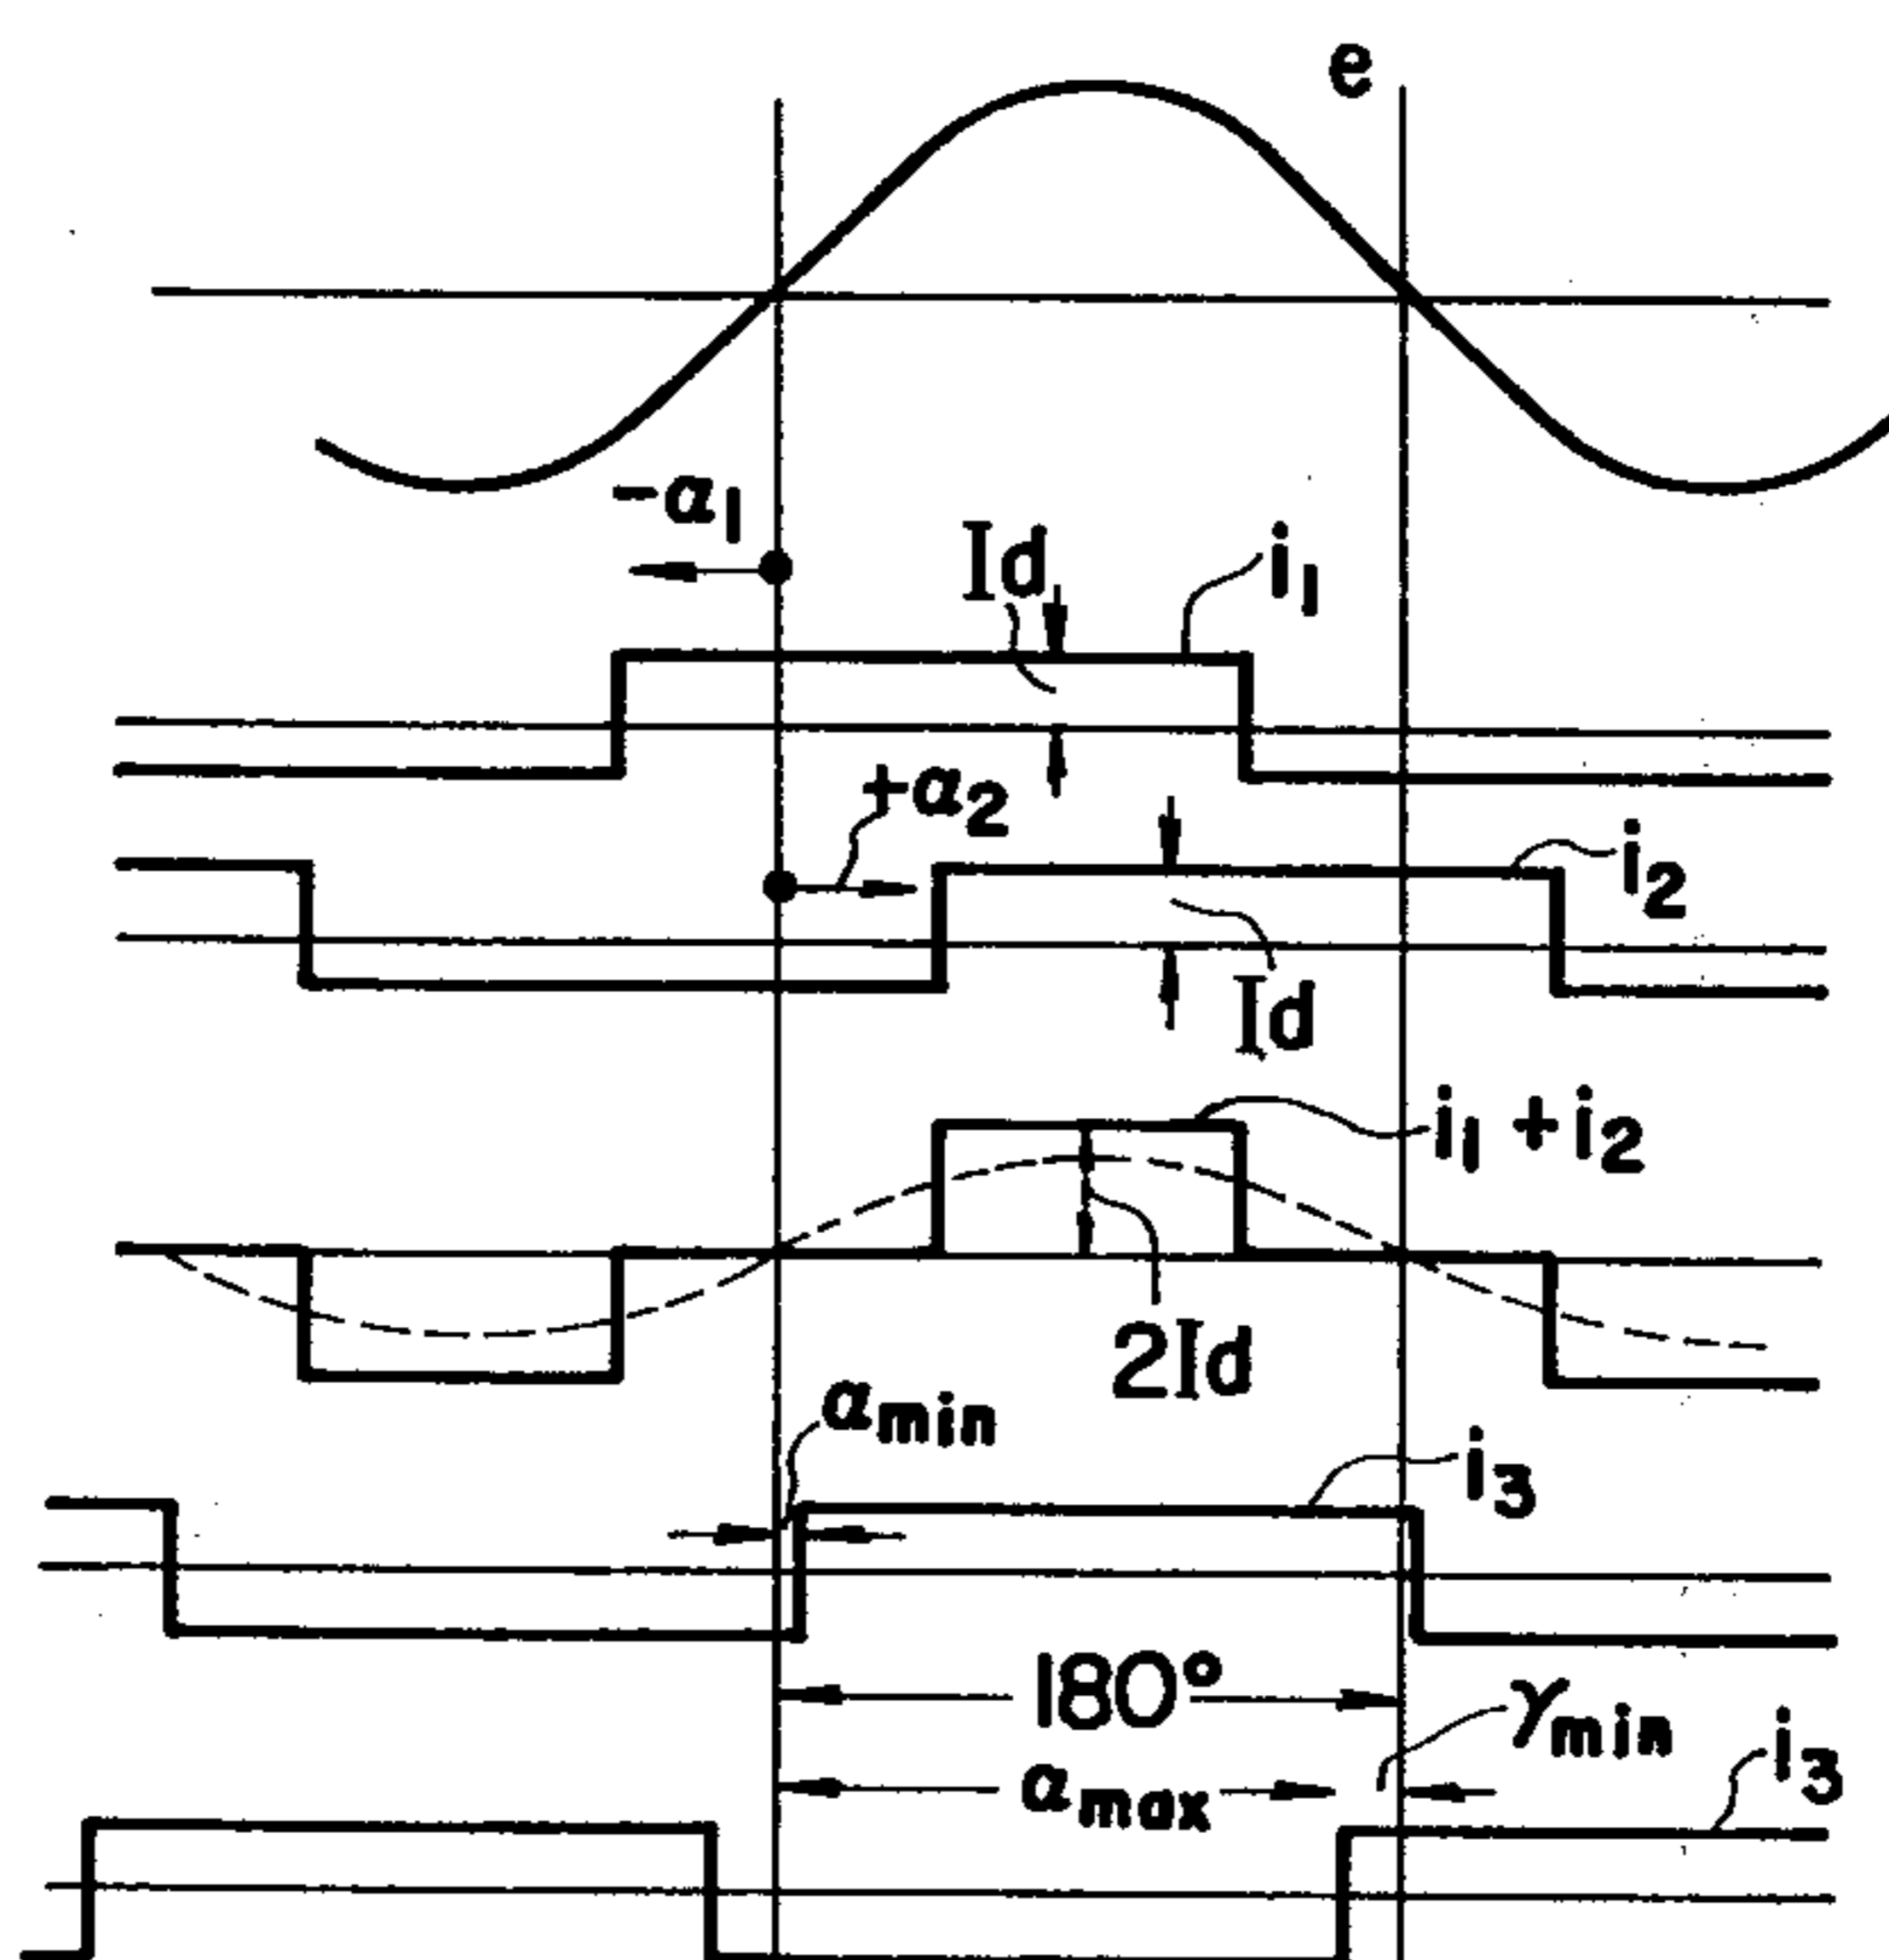 e
-α1
Id
i1
+α2
i2
Id
i1 + i2
2Id
αmin
i3
180°
γmin
αmax
i3